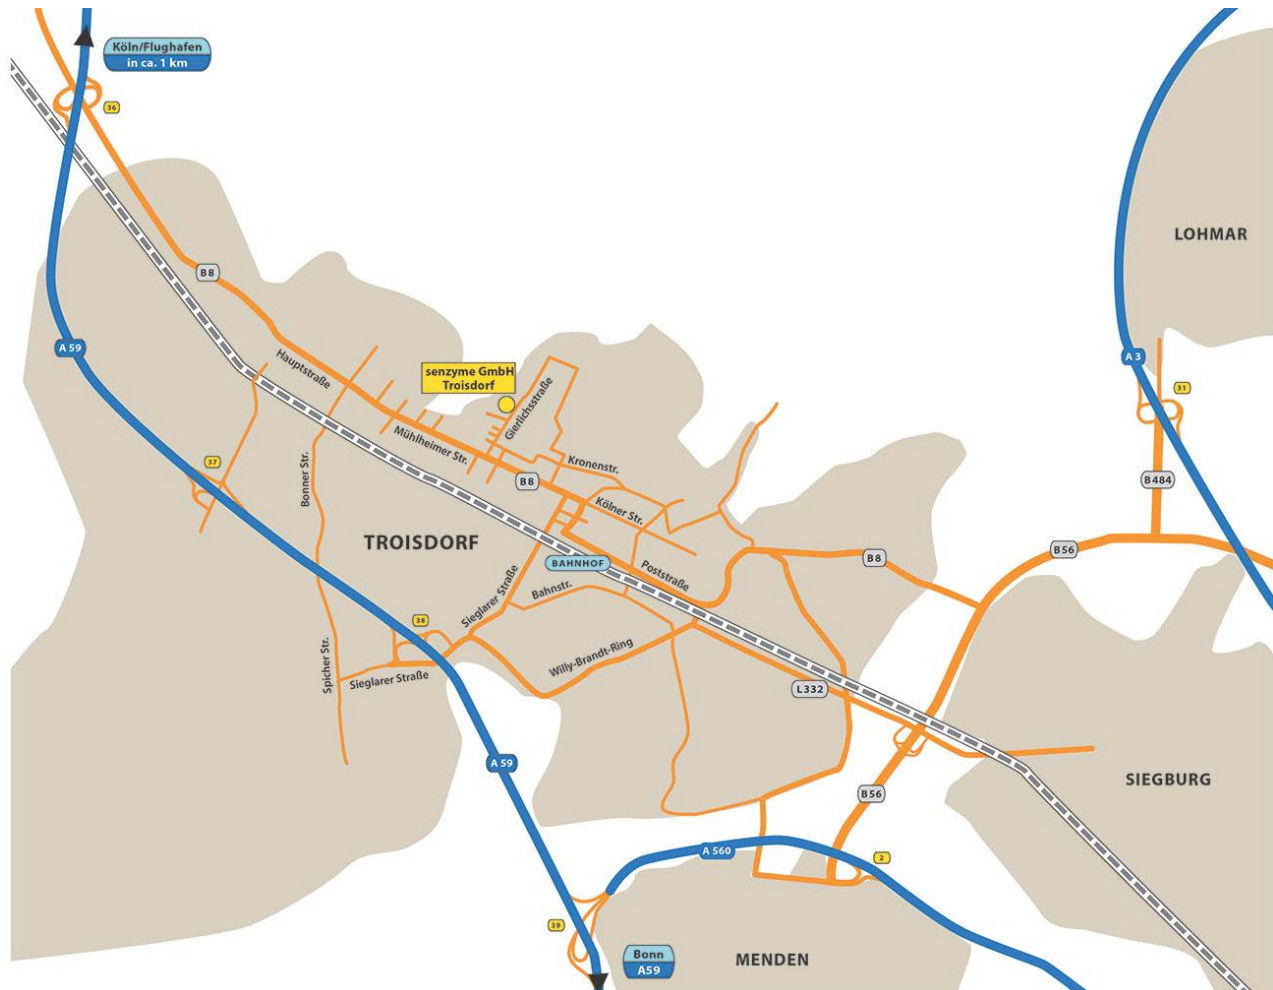 Köln/Flughafen
in ca. 1 km
36
LOHMAR
B8
A 59
A 3
Hauptstraße
senzyme GmbH
Troisdorf
31
Gierlichsstraße
Mühlheimer Str.
37
Bonner Str.
Kronenstr.
B8
B484
Kölner Str.
TROISDORF
B56
BAHNHOF
B8
Poststraße
Sieglarer Straße
Bahnstr.
38
Willy-Brandt-Ring
Spicher Str.
Sieglarer Straße
L332
A 59
SIEGBURG
B56
A 560
2
39
Bonn
A59
MENDEN